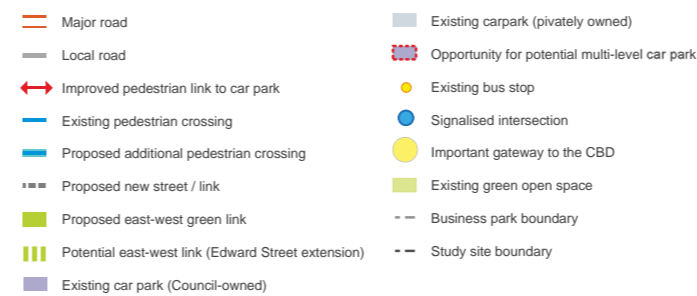 Major road
Local road
Improved pedestrian link to car park
Existing pedestrian crossing
Proposed additional pedestrian crossing
Proposed new street / link
Proposed east-west green link
Potential east-west link (Edward Street extension)
Existing car park (Council-owned)
Existing carpark (pivately owned)
Opportunity for potential multi-level car park
Existing bus stop
Signalised intersection
Important gateway to the CBD
Existing green open space
Business park boundary
Study site boundary